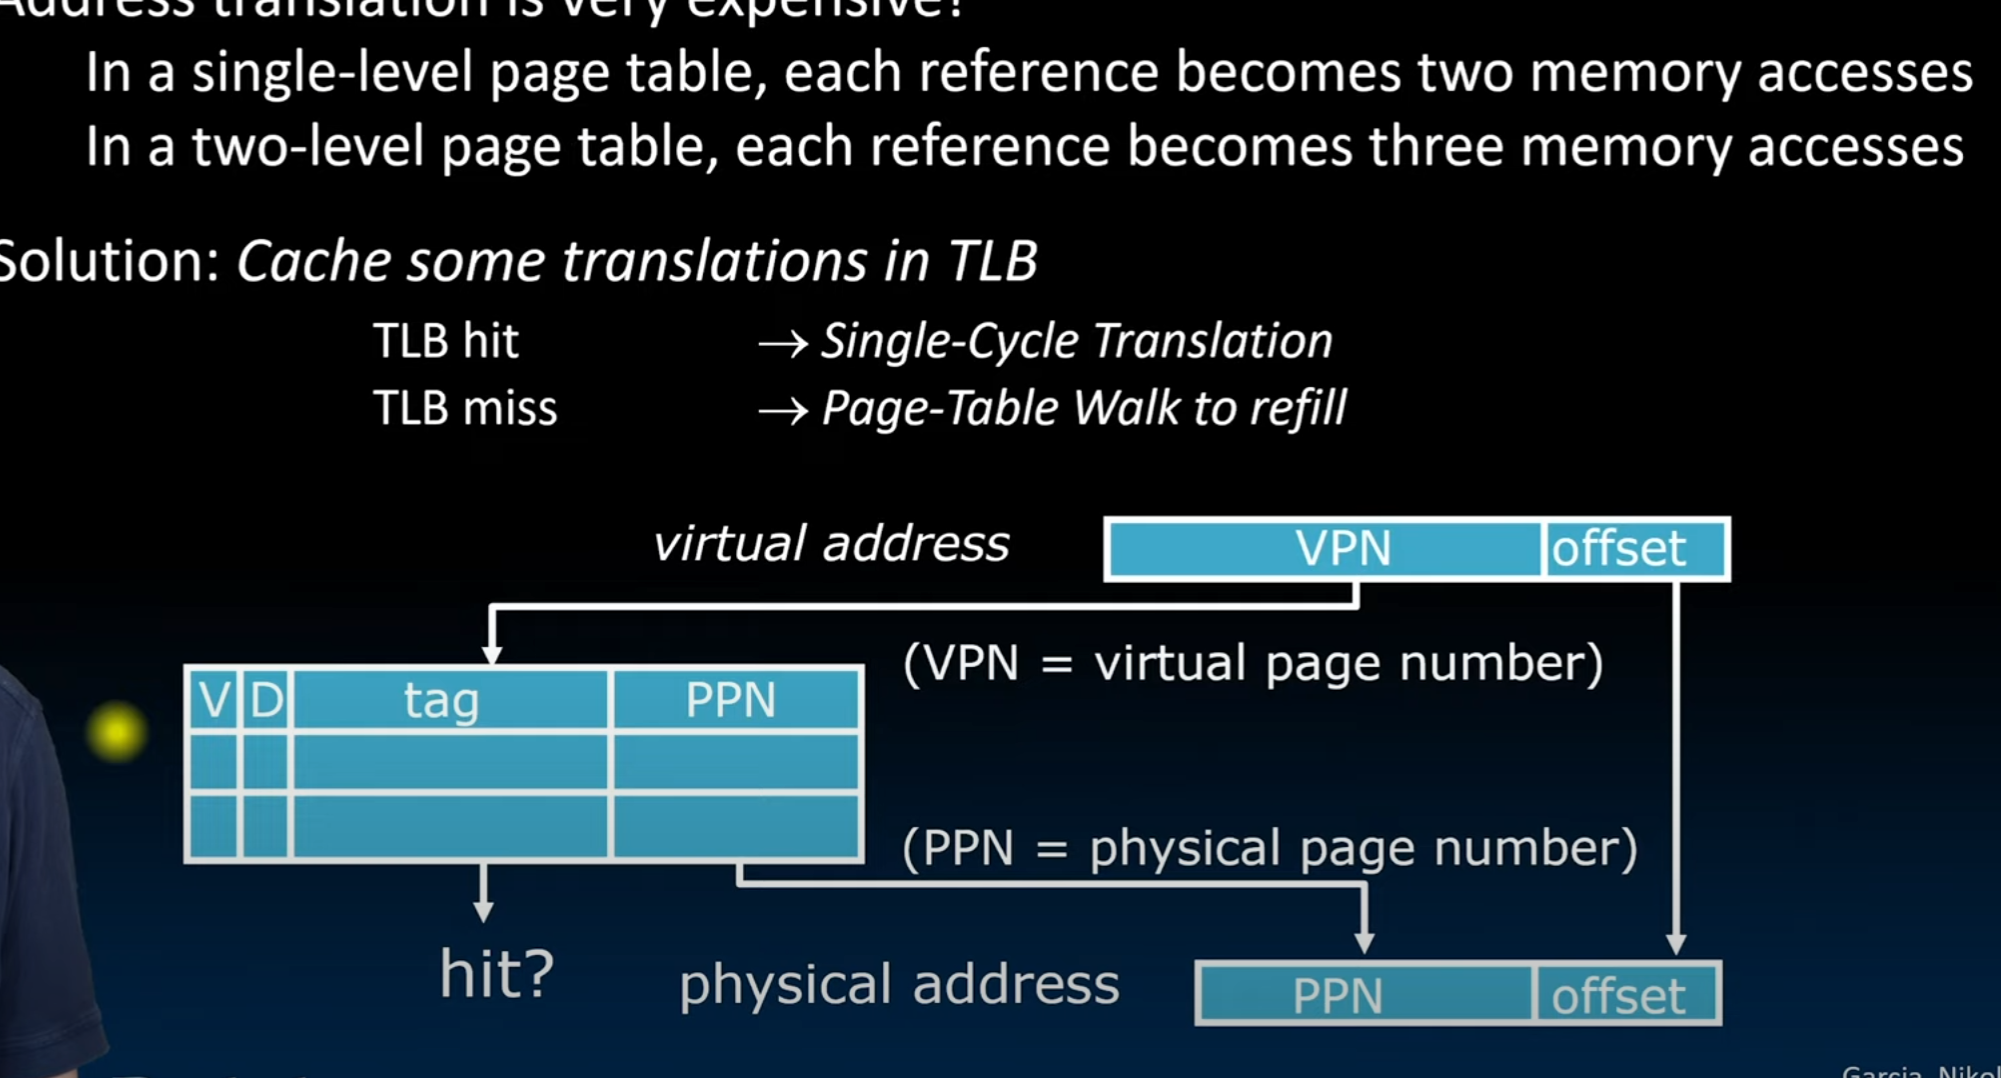 Address translation is very expensive!
In a single-level page table, each reference becomes two memory accesses
In a two-level page table, each reference becomes three memory accesses
Solution: Cache some translations in TLB
TLB hit → Single-Cycle Translation
TLB miss → Page-Table Walk to refill
virtual address VPN offset
(VPN = virtual page number)
V D tag PPN
(PPN = physical page number)
hit? physical address PPN offset
Garcia, Nikol